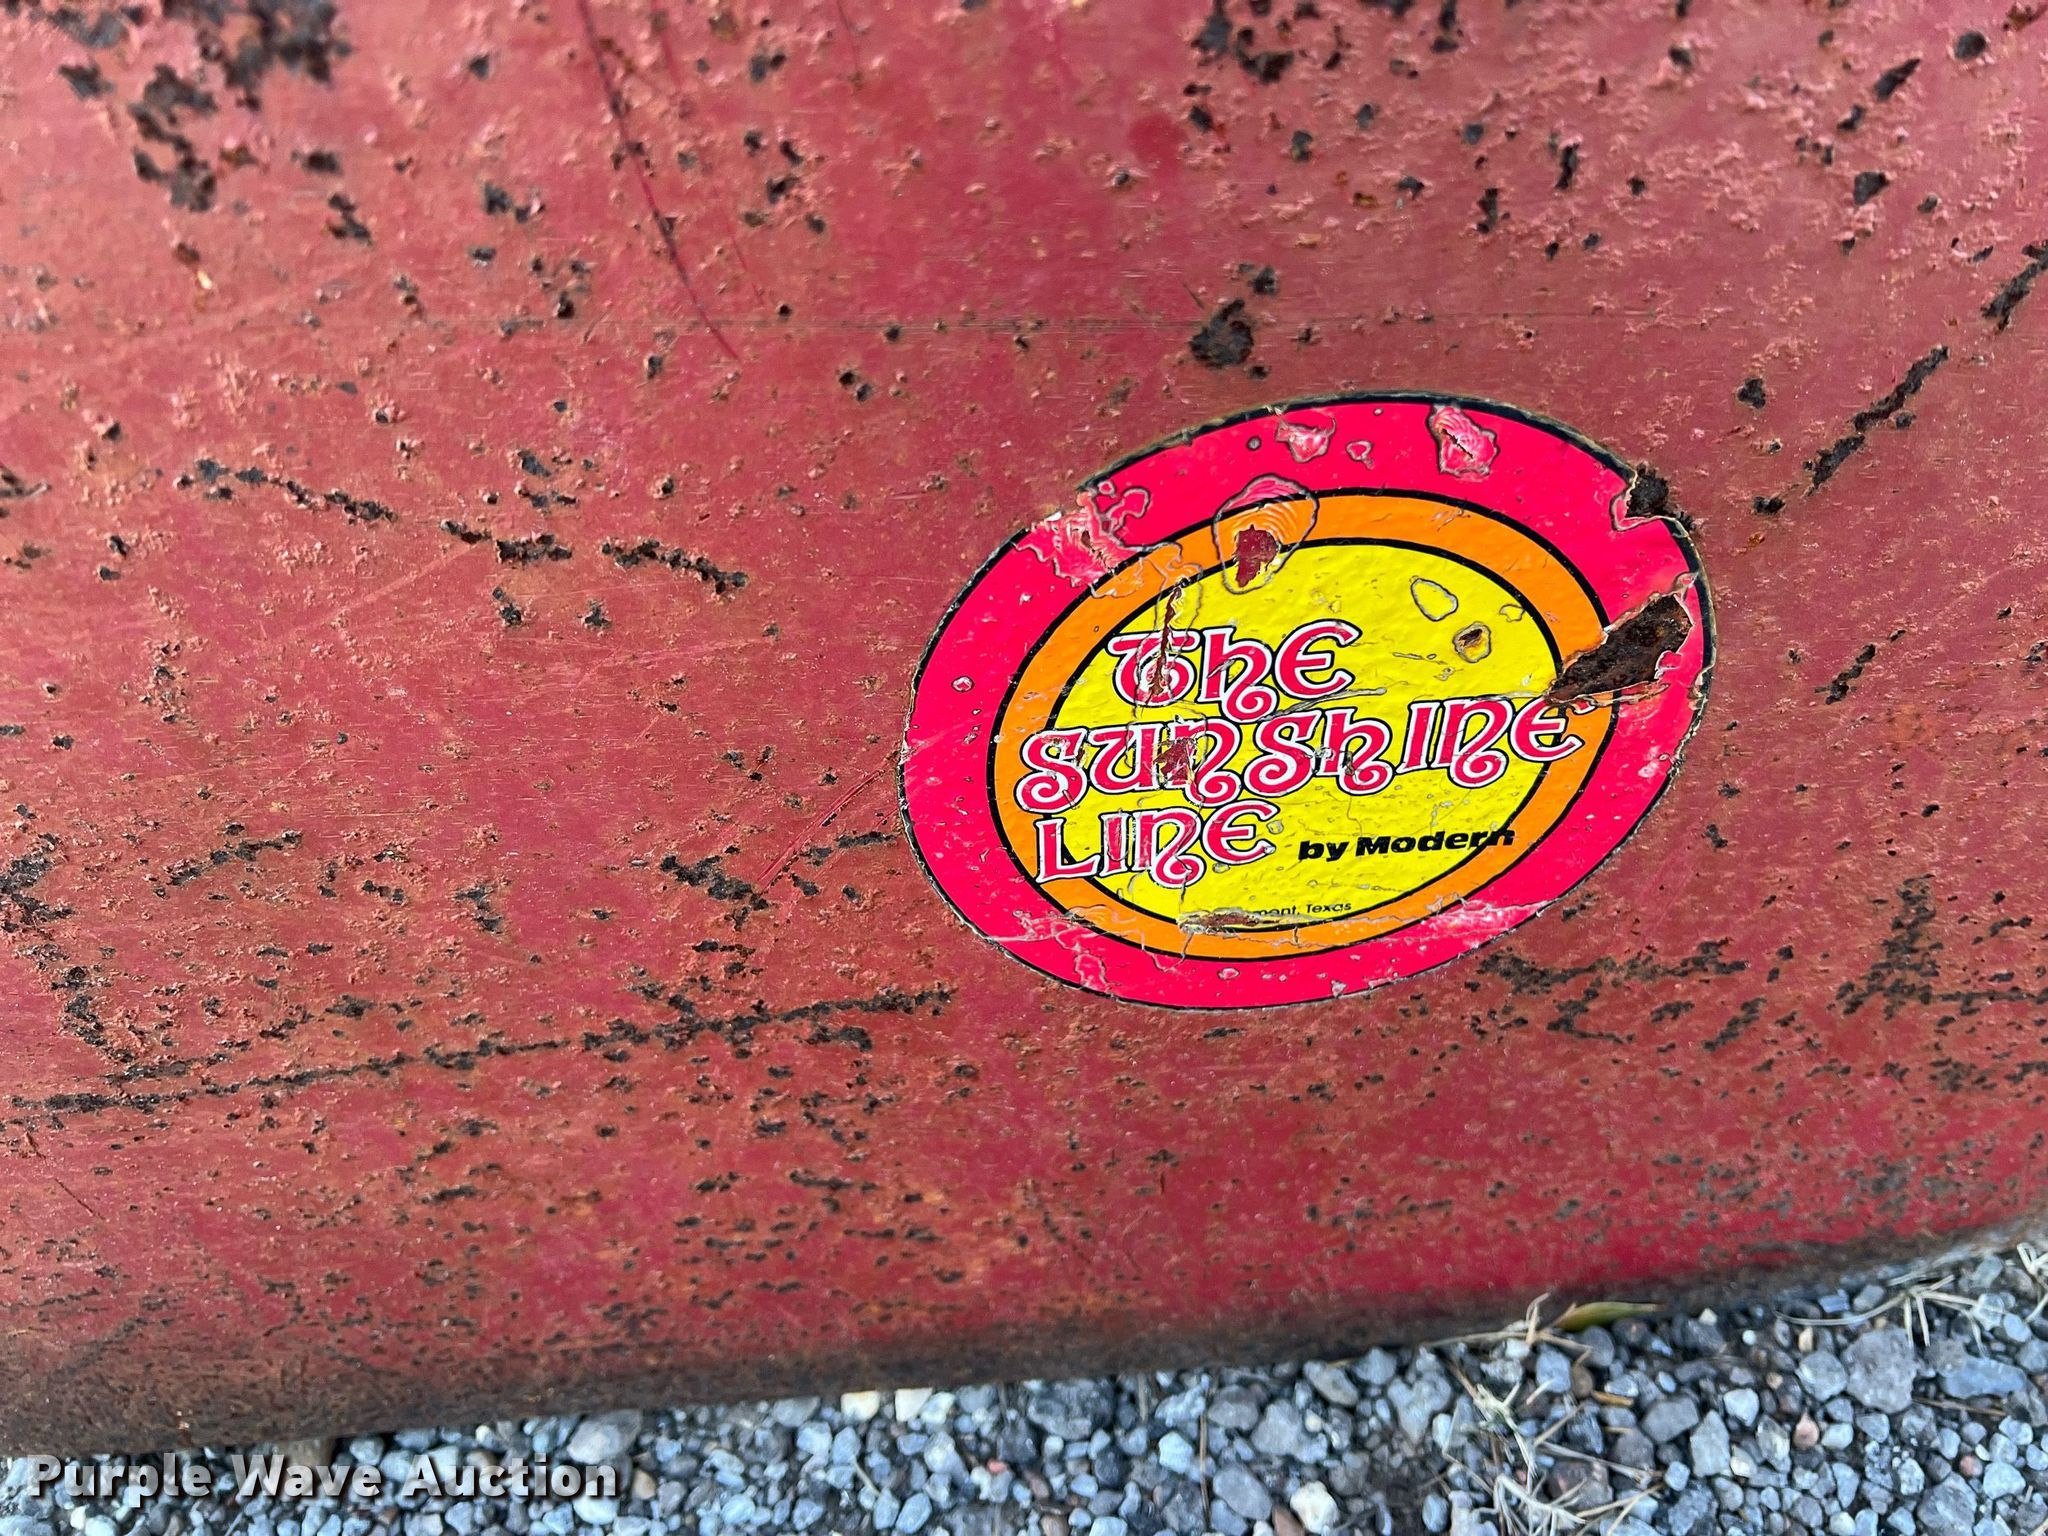 The
Sunshine
Line
by Modern
Texas
Purple Wave Auction